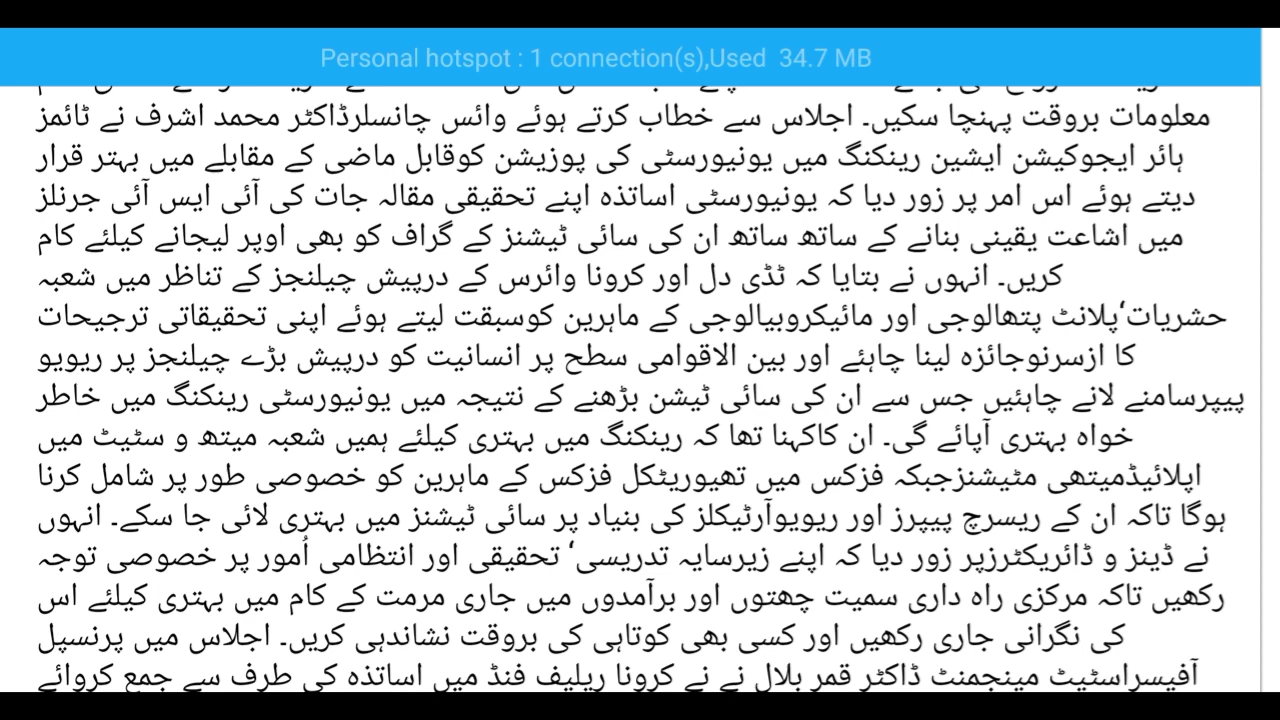 Personal hotspot : 1 connection(s),Used 34.7 MB
معلومات بروقت پہنچا سکیں۔ اجلاس سے خطاب کرتے ہوئے وائس چانسلرڈاکٹر محمد اشرف نے ٹائمز
ہائر ایجوکیشن ایشین رینکنگ میں یونیورسٹی کی پوزیشن کوقابل ماضی کے مقابلے میں بہتر قرار
دیتے ہوئے اس امر پر زور دیا کہ یونیورسٹی اساتذہ اپنے تحقیقی مقالہ جات کی آئی ایس آئی جرنلز
میں اشاعت یقینی بنانے کے ساتھ ساتھ ان کی سائی ٹیشنز کے گراف کو بھی اوپر لیجانے کیلئے کام
کریں۔ انہوں نے بتایا کہ ٹڈی دل اور کرونا وائرس کے درپیش چیلنجز کے تناظر میں شعبہ
حشریات‘پلانٹ پتھالوجی اور مائیکروبیالوجی کے ماہرین کوسبقت لیتے ہوئے اپنی تحقیقاتی ترجیحات
کا ازسرنوجائزہ لینا چاہئے اور بین الاقوامی سطح پر انسانیت کو درپیش بڑے چیلنجز پر ریویو
پیپرسامنے لانے چاہئیں جس سے ان کی سائی ٹیشن بڑھنے کے نتیجہ میں یونیورسٹی رینکنگ میں خاطر
خواہ بہتری آپائے گی۔ ان کاکہنا تھا کہ رینکنگ میں بہتری کیلئے ہمیں شعبہ میتھ و سٹیٹ میں
اپلائیڈمیتھی مٹیشنزجبکہ فزکس میں تھیوریٹکل فزکس کے ماہرین کو خصوصی طور پر شامل کرنا
ہوگا تاکہ ان کے ریسرچ پیپرز اور ریویوآرٹیکلز کی بنیاد پر سائی ٹیشنز میں بہتری لائی جا سکے۔ انہوں
نے ڈینز و ڈائریکٹرزپر زور دیا کہ اپنے زیرسایہ تدریسی‘ تحقیقی اور انتظامی اُمور پر خصوصی توجہ
رکھیں تاکہ مرکزی راہ داری سمیت چھتوں اور برآمدوں میں جاری مرمت کے کام میں بہتری کیلئے اس
کی نگرانی جاری رکھیں اور کسی بھی کوتاہی کی بروقت نشاندہی کریں۔ اجلاس میں پرنسپل
آفیسراسٹیٹ مینجمنٹ ڈاکٹر قمر بلال نے نے کرونا ریلیف فنڈ میں اساتذہ کی طرف سے جمع کروائے